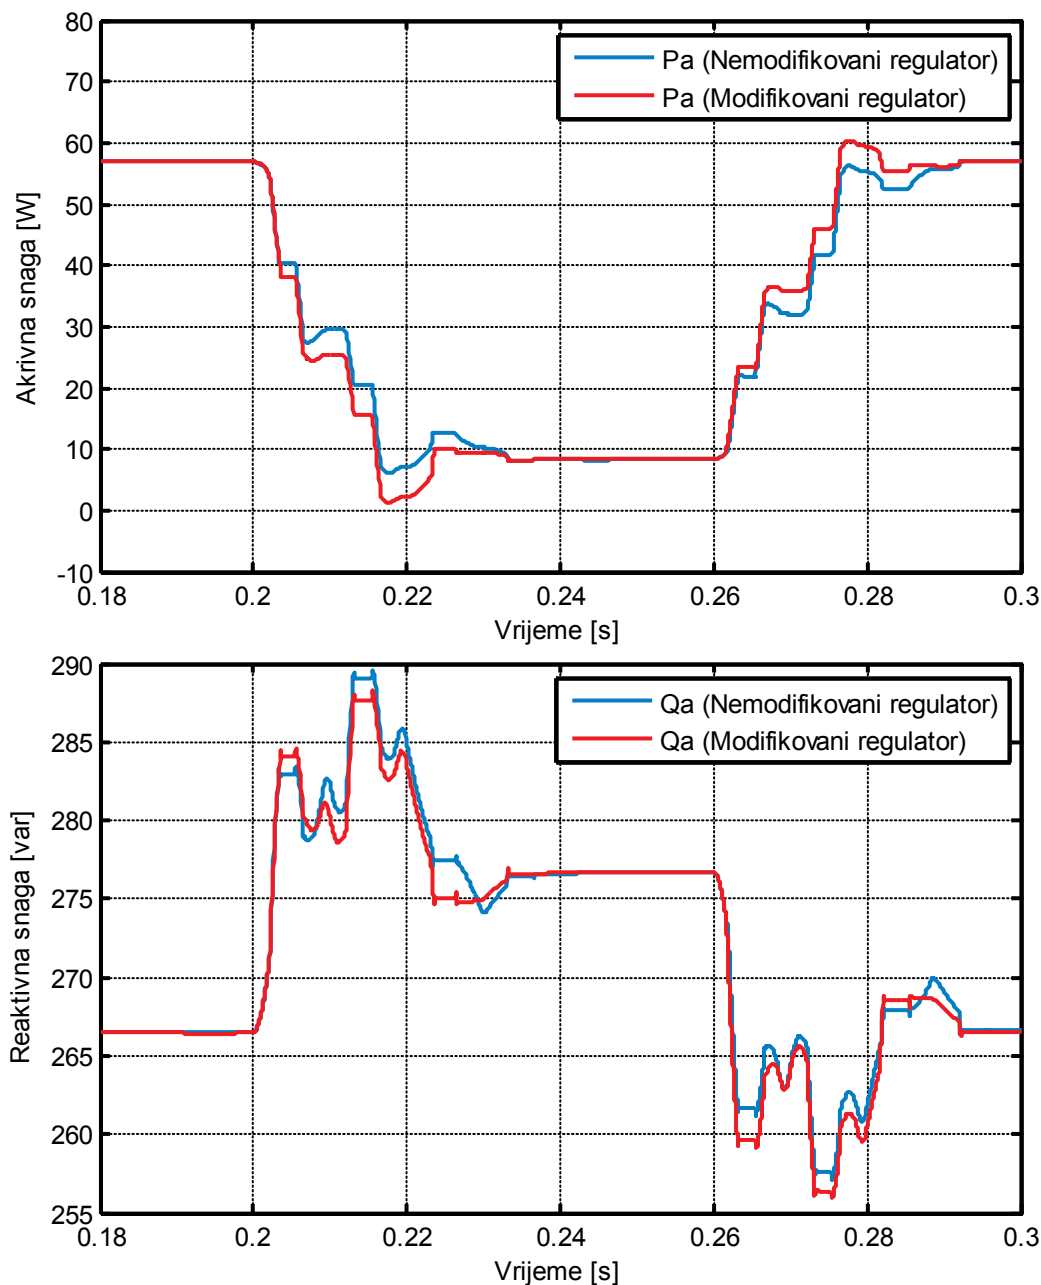 80
70
60
50
40
30
20
10
0
-10
Akrivna snaga [W]
Pa (Nemodifikovani regulator)
Pa (Modifikovani regulator)
0.18 0.2 0.22 0.24 0.26 0.28 0.3
Vrijeme [s]
290
285
280
275
270
265
260
255
Reaktivna snaga [var]
Qa (Nemodifikovani regulator)
Qa (Modifikovani regulator)
0.18 0.2 0.22 0.24 0.26 0.28 0.3
Vrijeme [s]